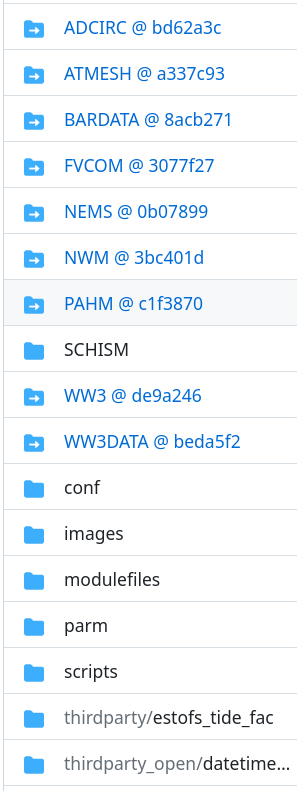 ADCIRC @ bd62a3c
ATMESH @ a337c93
BARDATA @ 8acb271
FVCOM @ 3077f27
NEMS @ 0b07899
NWM @ 3bc401d
PAHM @ c1f3870
SCHISM
WW3 @ de9a246
WW3DATA @ beda5f2
conf
images
modulefiles
parm
scripts
thirdparty/estofs_tide_fac
thirdparty_open/datetime...